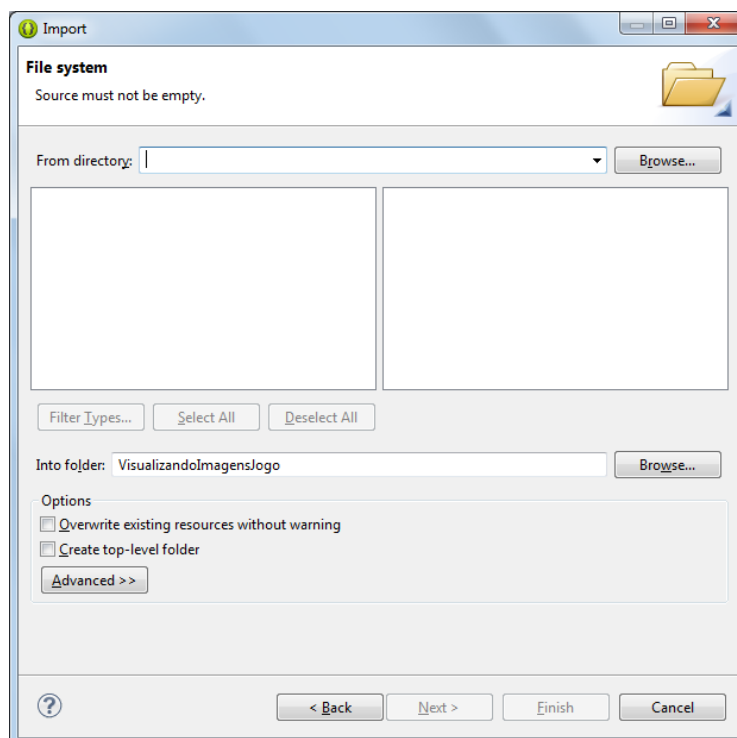 Import
File system
Source must not be empty.
From directory:
Browse...
Filter Types...
Select All
Deselect All
Into folder: VisualizandoImagensJogo
Browse...
Options
Overwrite existing resources without warning
Create top-level folder
Advanced >>
?
< Back
Next >
Finish
Cancel